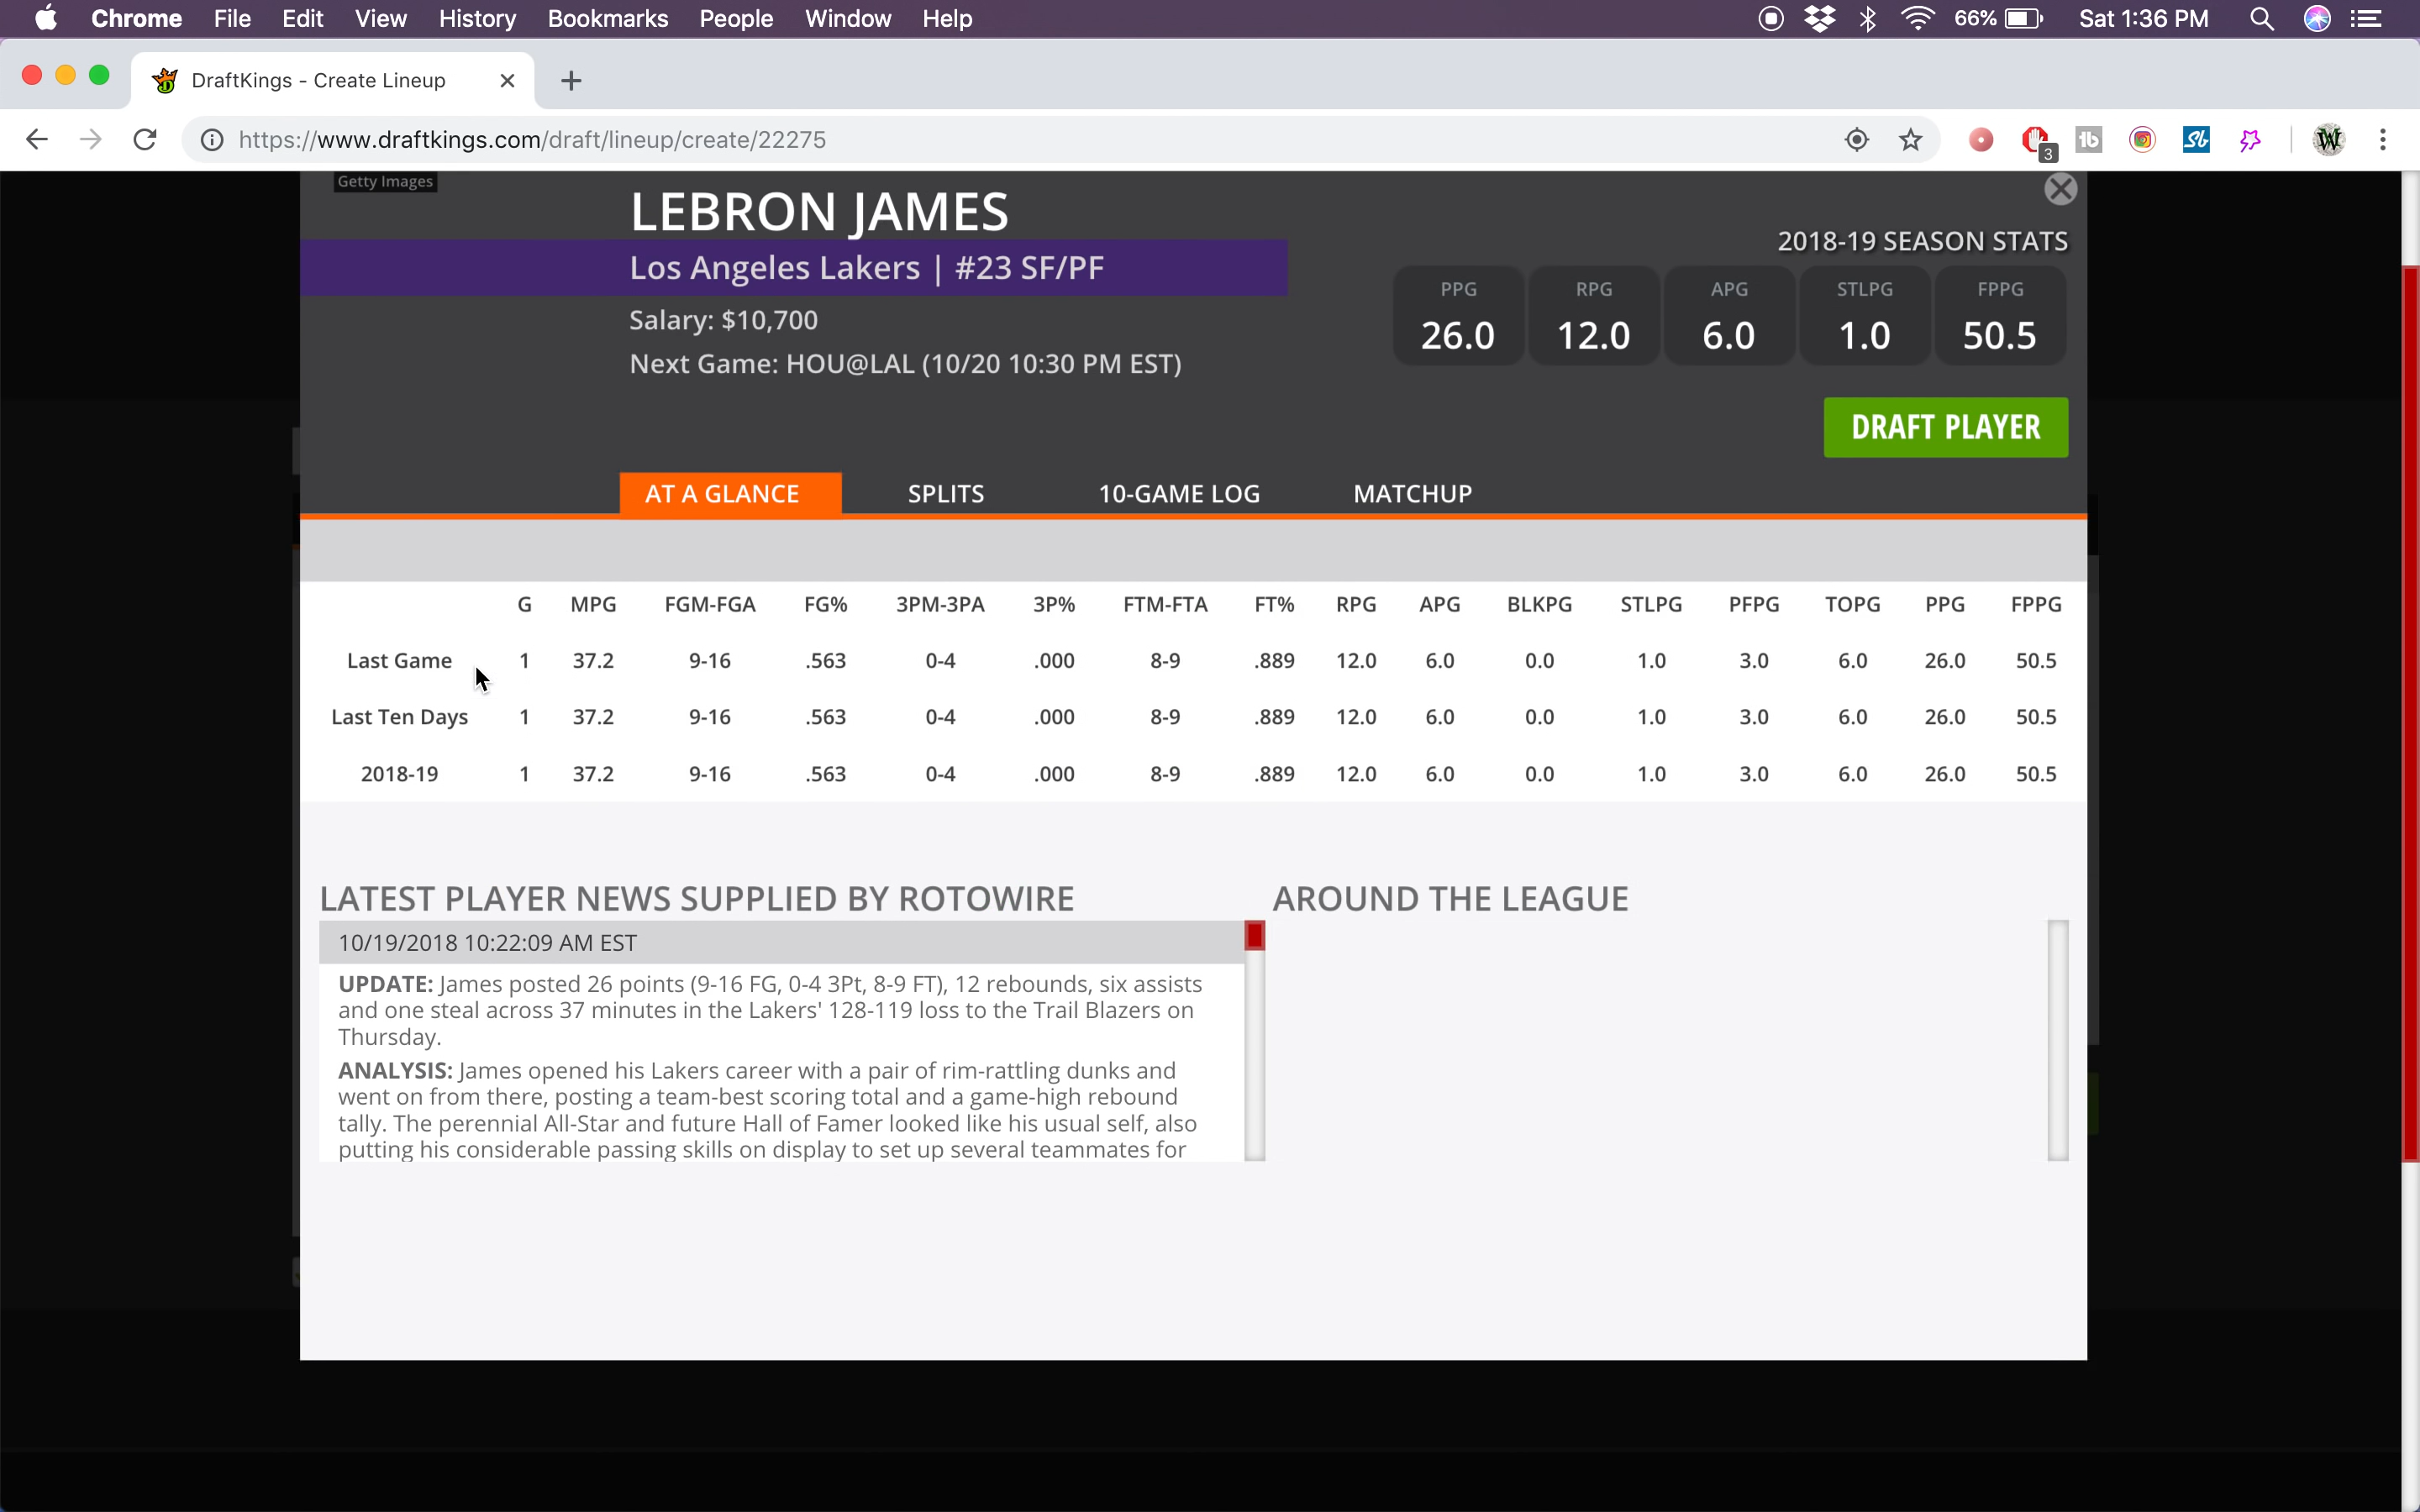 Chrome File Edit View History Bookmarks People Window Help 66% Sat 1:36 PM
DraftKings - Create Lineup
https://www.draftkings.com/draft/lineup/create/22275 3 tb Sb W
Getty Images
LEBRON JAMES
Los Angeles Lakers | #23 SF/PF
Salary: $10,700
Next Game: HOU@LAL (10/20 10:30 PM EST)
2018-19 SEASON STATS
PPG RPG APG STLPG FPPG
26.0 12.0 6.0 1.0 50.5
DRAFT PLAYER
AT A GLANCE SPLITS 10-GAME LOG MATCHUP
G MPG FGM-FGA FG% 3PM-3PA 3P% FTM-FTA FT% RPG APG BLKPG STLPG PFPG TOPG PPG FPPG
Last Game 1 37.2 9-16 .563 0-4 .000 8-9 .889 12.0 6.0 0.0 1.0 3.0 6.0 26.0 50.5
Last Ten Days 1 37.2 9-16 .563 0-4 .000 8-9 .889 12.0 6.0 0.0 1.0 3.0 6.0 26.0 50.5
2018-19 1 37.2 9-16 .563 0-4 .000 8-9 .889 12.0 6.0 0.0 1.0 3.0 6.0 26.0 50.5
LATEST PLAYER NEWS SUPPLIED BY ROTOWIRE
10/19/2018 10:22:09 AM EST
UPDATE: James posted 26 points (9-16 FG, 0-4 3Pt, 8-9 FT), 12 rebounds, six assists
and one steal across 37 minutes in the Lakers' 128-119 loss to the Trail Blazers on
Thursday.
ANALYSIS: James opened his Lakers career with a pair of rim-rattling dunks and
went on from there, posting a team-best scoring total and a game-high rebound
tally. The perennial All-Star and future Hall of Famer looked like his usual self, also
putting his considerable passing skills on display to set up several teammates for
AROUND THE LEAGUE